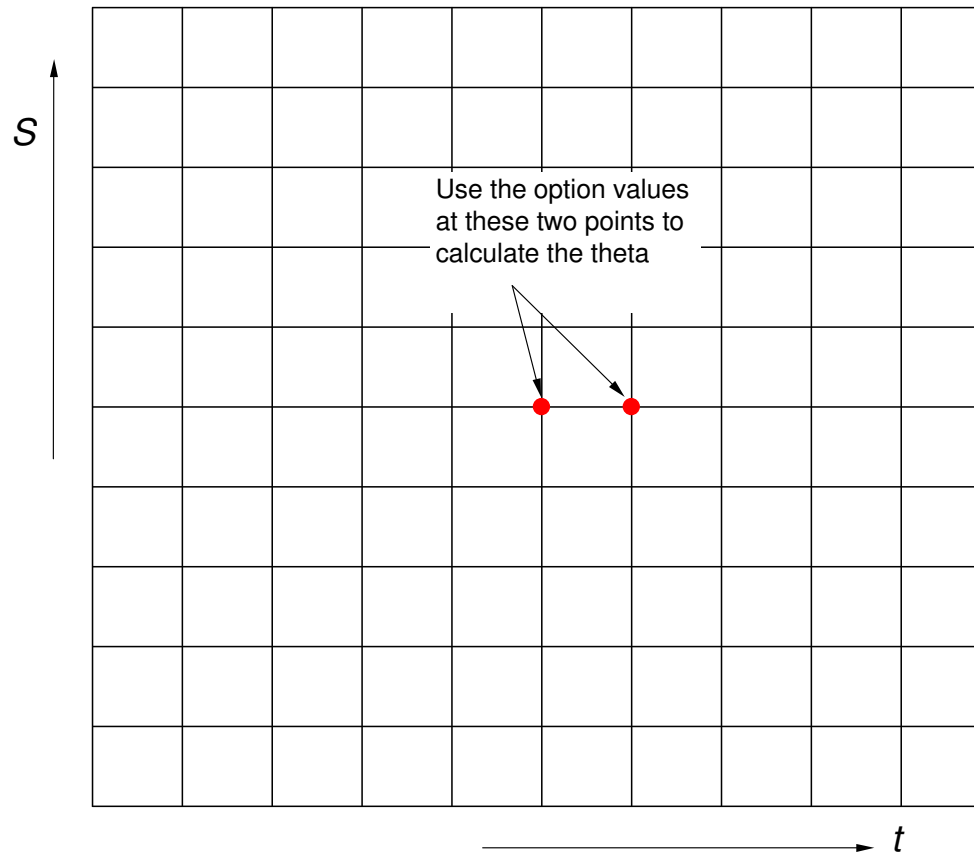 S
Use the option values
at these two points to
calculate the theta
t